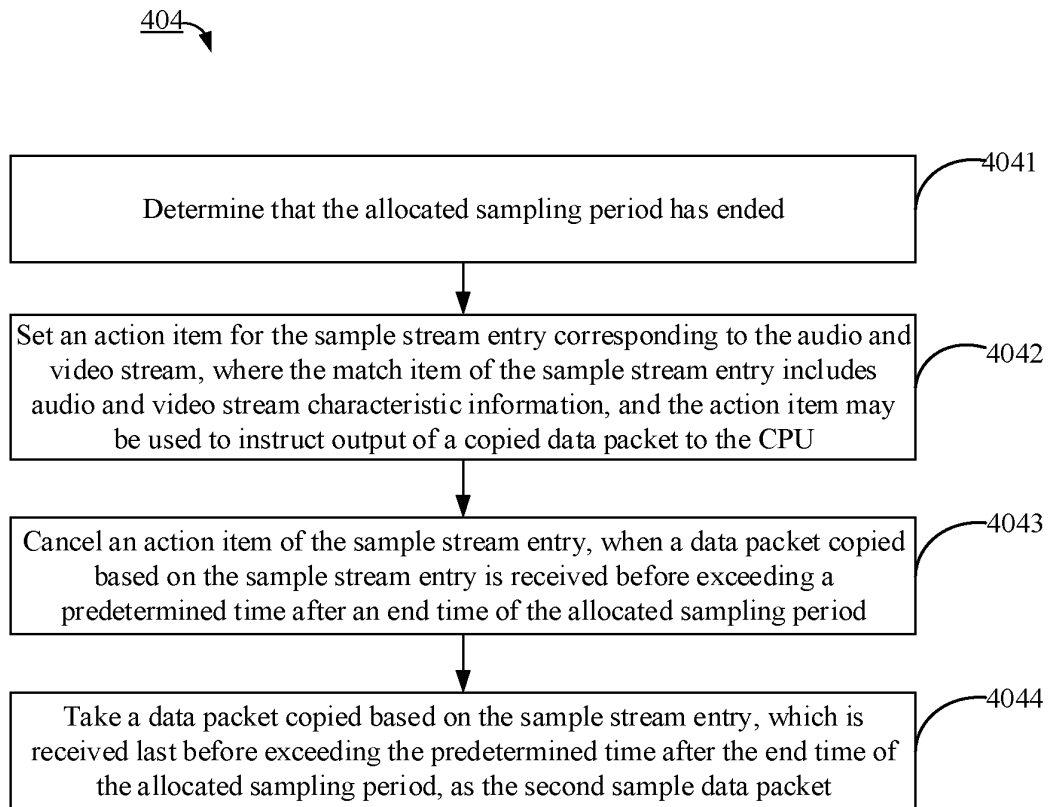 404
4041
Determine that the allocated sampling period has ended
Set an action item for the sample stream entry corresponding to the audio and
video stream, where the match item of the sample stream entry includes
audio and video stream characteristic information, and the action item may
be used to instruct output of a copied data packet to the CPU
4042
Cancel an action item of the sample stream entry, when a data packet copied
based on the sample stream entry is received before exceeding a
predetermined time after an end time of the allocated sampling period
4043
Take a data packet copied based on the sample stream entry, which is
received last before exceeding the predetermined time after the end time of
the allocated sampling period, as the second sample data packet
4044